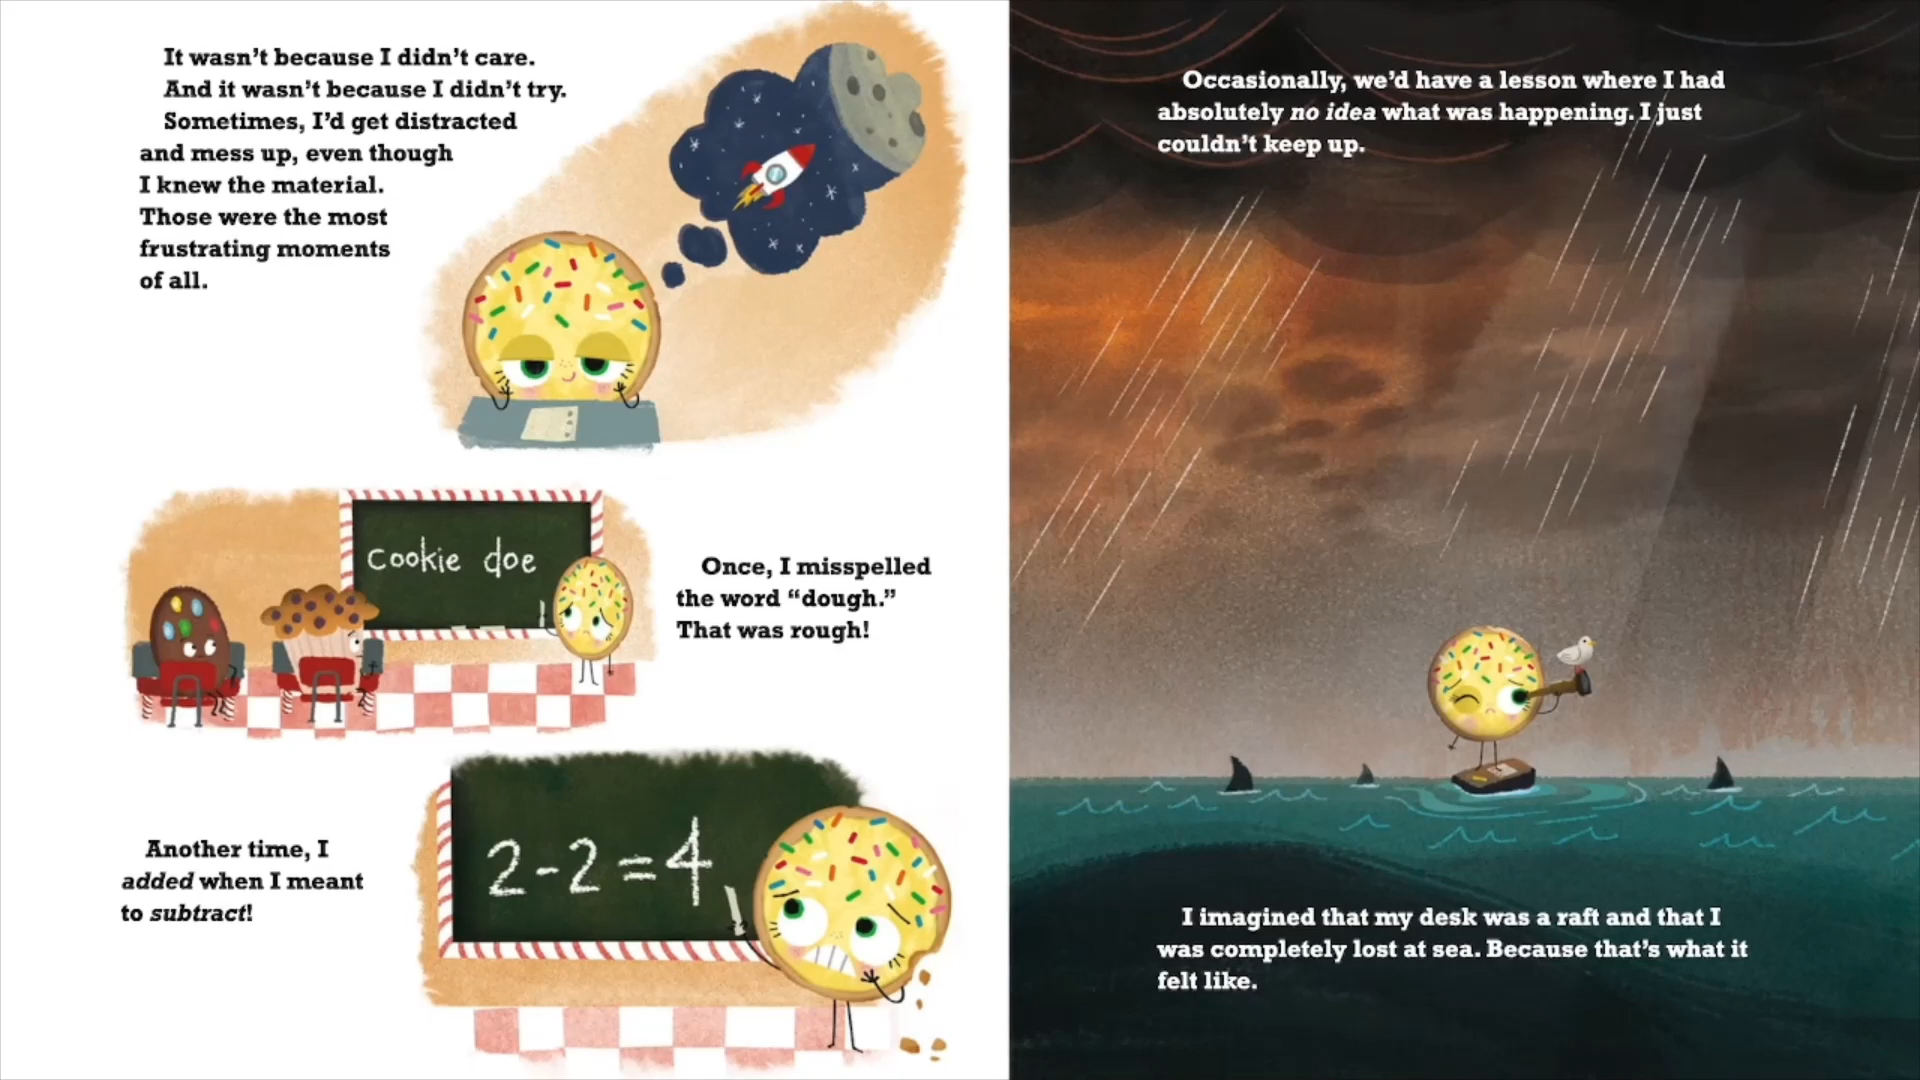 It wasn't because I didn't care.
And it wasn't because I didn't try.
Sometimes, I'd get distracted
and mess up, even though
I knew the material.
Those were the most
frustrating moments
of all.
cookie doe
Once, I misspelled
the word “dough.”
That was rough!
2-2=4
Another time, I
added when I meant
to subtract!
Occasionally, we'd have a lesson where I had
absolutely no idea what was happening. I just
couldn't keep up.
I imagined that my desk was a raft and that I
was completely lost at sea. Because that's what it
felt like.